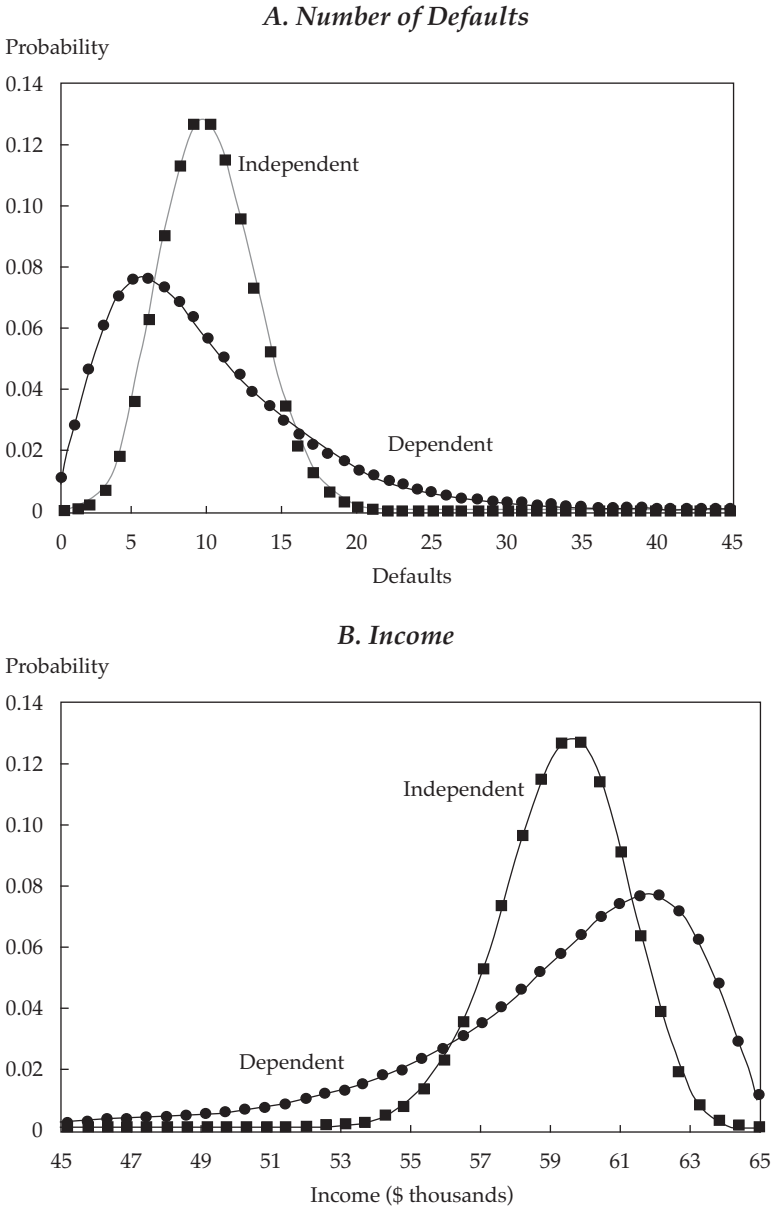 A. Number of Defaults
Probability
0.14
0.12
Independent
0.10
0.08
0.06
0.04
Dependent
0.02
0
0 5 10 15 20 25 30 35 40 45
Defaults
B. Income
Probability
0.14
0.12
Independent
0.10
0.08
0.06
0.04
Dependent
0.02
0
45 47 49 51 53 55 57 59 61 63 65
Income ($ thousands)